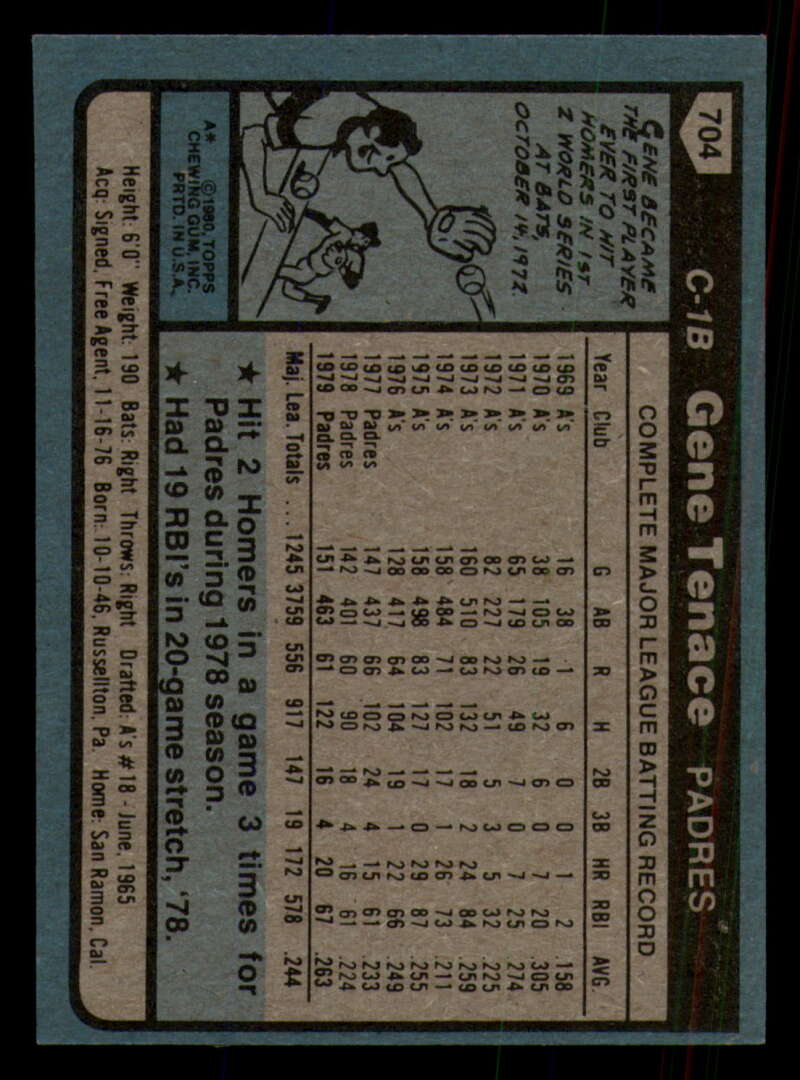 704 C-1B Gene Tenace PADRES
GENE BECAME
THE FIRST PLAYER
EVER TO HIT
HOMERS IN 1ST
2 WORLD SERIES
AT BATS,
OCTOBER 14, 1972.
A* ©1980, TOPPS
CHEWING GUM, INC.
PRTD. IN U.S.A.
COMPLETE MAJOR LEAGUE BATTING RECORD
Year Club G AB R H 2B 3B HR RBI AVG.
1969 A's 16 38 1 6 0 0 1 2 .158
1970 A's 38 105 19 32 6 0 7 20 .305
1971 A's 65 179 26 49 7 0 7 25 .274
1972 A's 82 227 22 51 5 3 5 32 .225
1973 A's 160 510 83 132 18 2 24 84 .259
1974 A's 158 484 71 102 17 1 26 73 .211
1975 A's 158 498 83 127 17 0 29 87 .255
1976 A's 128 417 64 104 19 1 22 66 .249
1977 Padres 147 437 66 102 24 4 15 61 .233
1978 Padres 142 401 60 90 18 4 16 61 .224
1979 Padres 151 463 61 122 16 4 20 67 .263
Maj. Lea. Totals ... 1245 3759 556 917 147 19 172 578 .244
★ Hit 2 Homers in a game 3 times for
Padres during 1978 season.
★ Had 19 RBI's in 20-game stretch, '78.
Height: 6'0" Weight: 190 Bats: Right Throws: Right Drafted: A's #18 - June, 1965
Acq: Signed, Free Agent, 11-16-76 Born: 10-10-46, Russellton, Pa. Home: San Ramon, Cal.